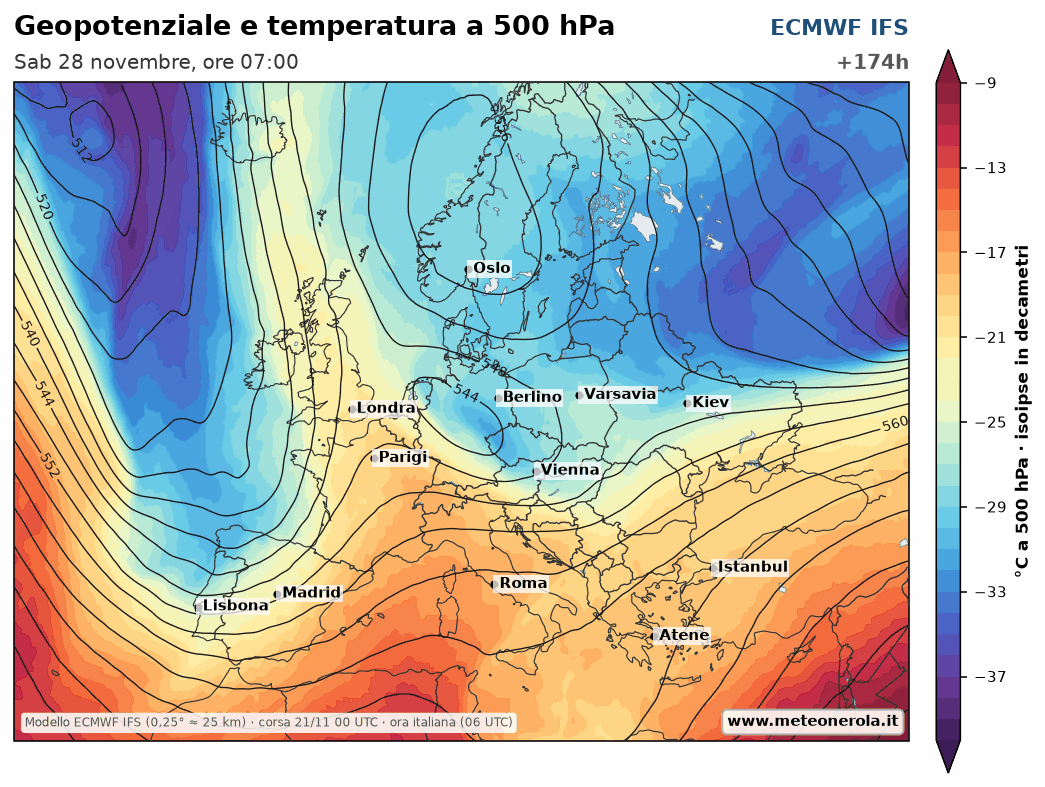 Geopotenziale e temperatura a 500 hPa
ECMWF IFS
Sab 28 novembre, ore 07:00
+174h
512
520
540
544
552
536
548
548
544
560
Oslo
Berlino
Varsavia
Kiev
Londra
Parigi
Vienna
Istanbul
Roma
Madrid
Lisbona
Atene
Modello ECMWF IFS (0,25° ≈ 25 km) · corsa 21/11 00 UTC · ora italiana (06 UTC)
www.meteonerola.it
−9
−13
−17
−21
−25
−29
−33
−37
°C a 500 hPa · isoipse in decametri